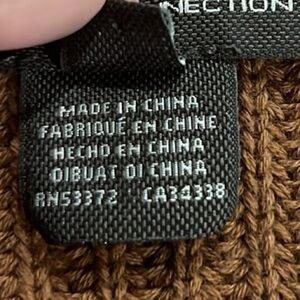 NECTION
MADE IN CHINA
FABRIQUÉ EN CHINE
HECHO EN CHINA
DIBUAT DI CHINA
RN53372 CA34338